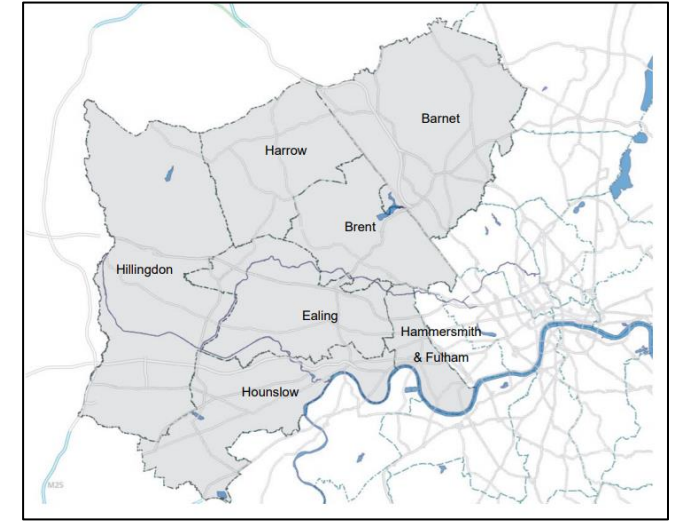 Barnet
Harrow
Brent
Hillingdon
Ealing
Hammersmith
& Fulham
Hounslow
M25